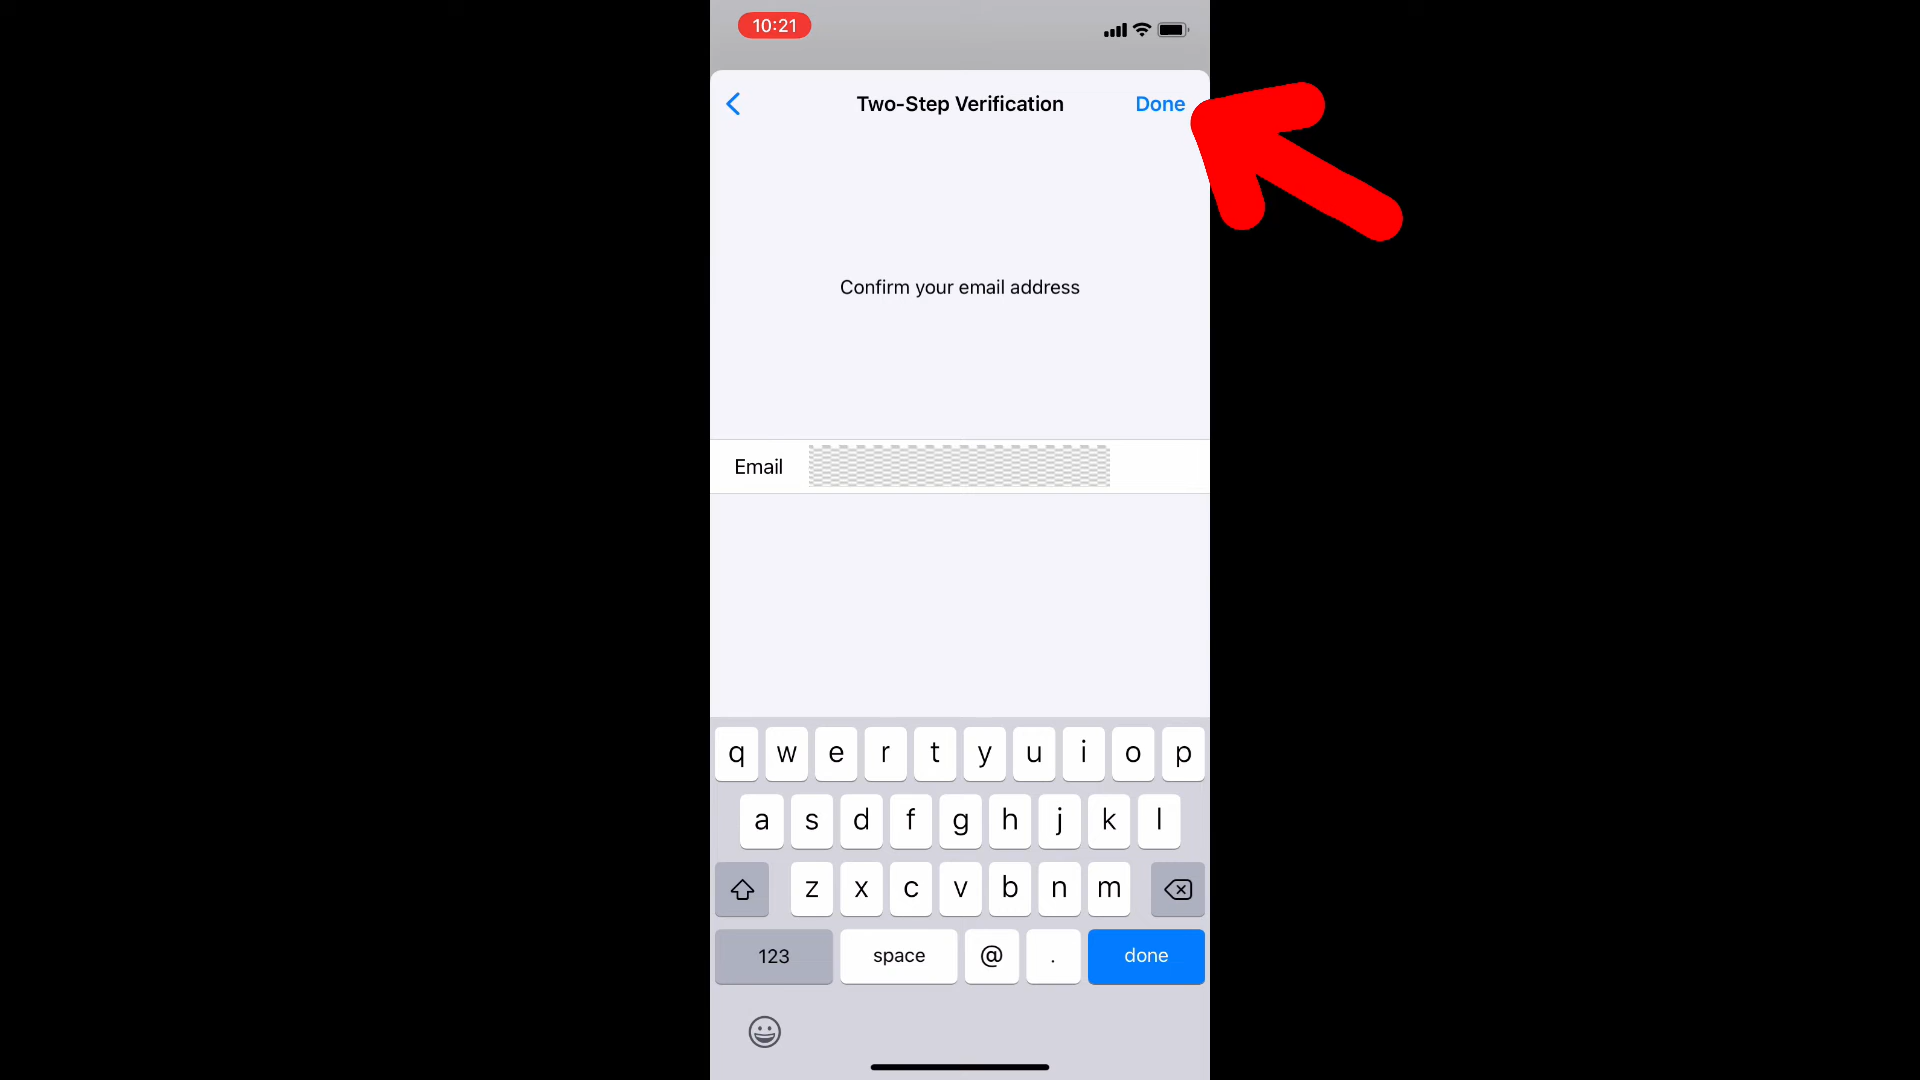 10:21
Two-Step Verification Done
Confirm your email address
Email
q w e r t y u i o p
a s d f g h j k l
z x c v b n m
123 space @ . done